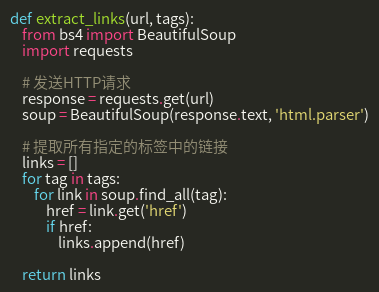 def extract_links(url, tags):
    from bs4 import BeautifulSoup
    import requests

    # 发送HTTP请求
    response = requests.get(url)
    soup = BeautifulSoup(response.text, 'html.parser')

    # 提取所有指定的标签中的链接
    links = []
    for tag in tags:
        for link in soup.find_all(tag):
            href = link.get('href')
            if href:
                links.append(href)

    return links